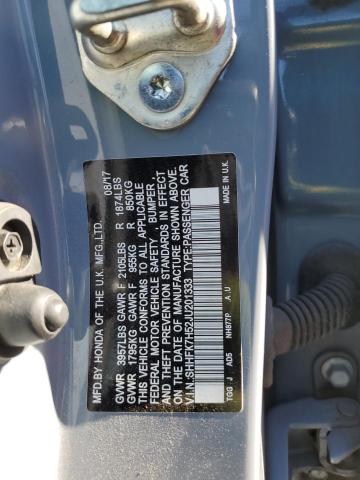 MFD. BY HONDA OF THE U.K. MFG.,LTD. 08/17
GVWR 3957LBS GAWR F 2105LBS R 1874LBS
GVWR 1795KG GAWR F 955KG R 850KG
THIS VEHICLE CONFORMS TO ALL APPLICABLE
FEDERAL MOTOR VEHICLE SAFETY , BUMPER ,
AND THEFT PREVENTION STANDARDS IN EFFECT
ON THE DATE OF MANUFACTURE SHOWN ABOVE.
V.I.N. SHHFK7H52JU201333 TYPE:PASSENGER CAR
TGG J AD5 NH877P A U MADE IN U.K.